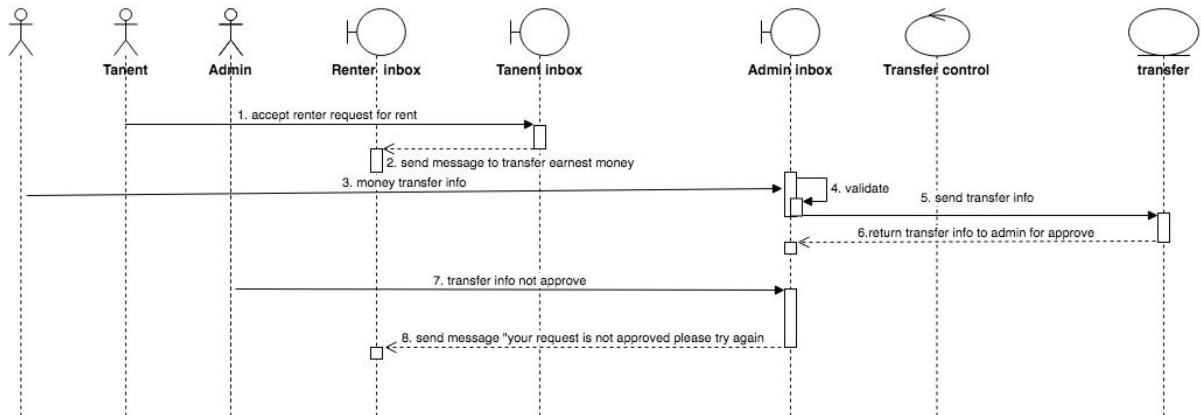 Tanent
Admin
Renter inbox
Tanent inbox
Admin inbox
Transfer control
transfer
1. accept renter request for rent
2. send message to transfer earnest money
3. money transfer info
4. validate
5. send transfer info
6.return transfer info to admin for approve
7. transfer info not approve
8. send message "your request is not approved please try again